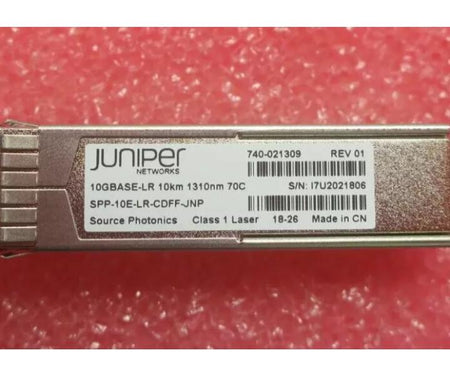 JUNIPER 740-021309 REV 01
NETWORKS
10GBASE-LR 10km 1310nm 70C S/N: I7U2021806
SPP-10E-LR-CDFF-JNP
Source Photonics Class 1 Laser 18-26 Made in CN